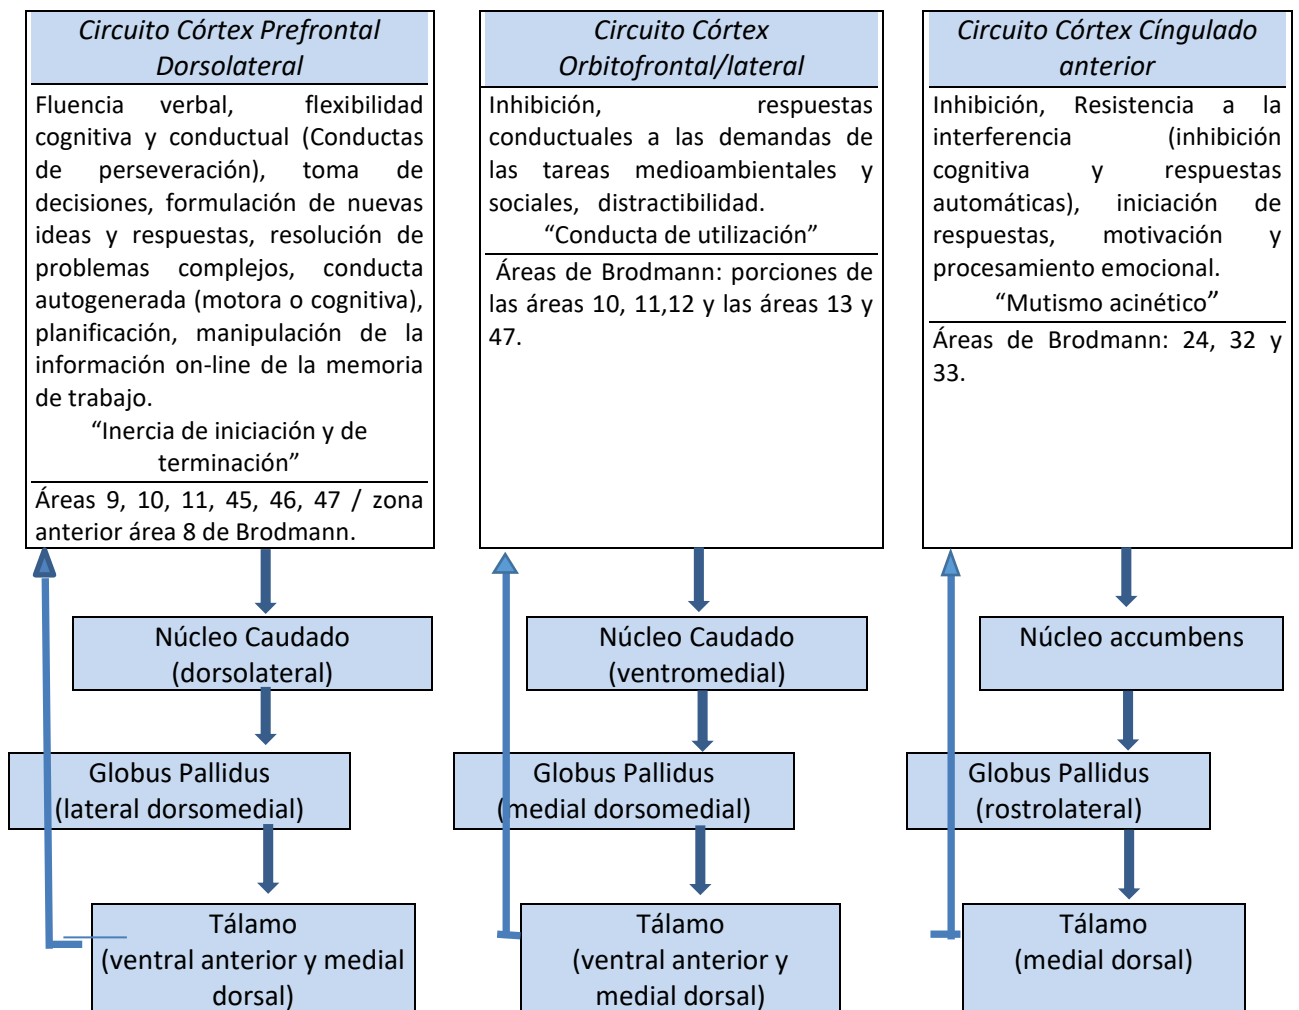 Circuito Córtex Prefrontal
Dorsolateral
Fluencia verbal, flexibilidad
cognitiva y conductual (Conductas
de perseveración), toma de
decisiones, formulación de nuevas
ideas y respuestas, resolución de
problemas complejos, conducta
autogenerada (motora o cognitiva),
planificación, manipulación de la
información on-line de la memoria
de trabajo.
“Inercia de iniciación y de
terminación”
Áreas 9, 10, 11, 45, 46, 47 / zona
anterior área 8 de Brodmann.
Núcleo Caudado
(dorsolateral)
Globus Pallidus
(lateral dorsomedial)
Tálamo
(ventral anterior y medial
dorsal)
Circuito Córtex
Orbitofrontal/lateral
Inhibición, respuestas
conductuales a las demandas de
las tareas medioambientales y
sociales, distractibilidad.
“Conducta de utilización”
Áreas de Brodmann: porciones de
las áreas 10, 11,12 y las áreas 13 y
47.
Núcleo Caudado
(ventromedial)
Globus Pallidus
(medial dorsomedial)
Tálamo
(ventral anterior y
medial dorsal)
Circuito Córtex Cíngulado
anterior
Inhibición, Resistencia a la
interferencia (inhibición
cognitiva y respuestas
automáticas), iniciación de
respuestas, motivación y
procesamiento emocional.
“Mutismo acinético”
Áreas de Brodmann: 24, 32 y
33.
Núcleo accumbens
Globus Pallidus
(rostrolateral)
Tálamo
(medial dorsal)